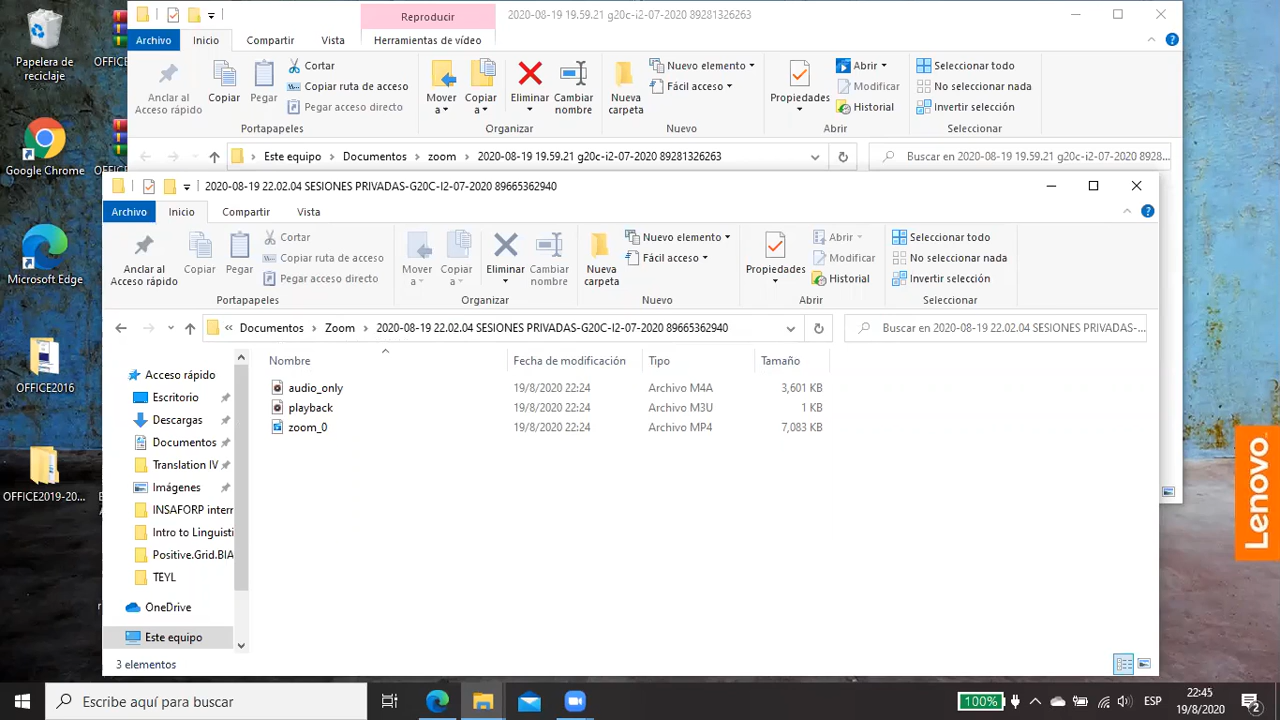 Papelera de reciclaje
Google Chrome
Microsoft Edge
OFFICE2016
OFFICE2019-20...
Reproducir
2020-08-19 19.59.21 g20c-i2-07-2020 89281326263
Archivo Inicio Compartir Vista Herramientas de vídeo
Anclar al Acceso rápido
Copiar
Pegar
Cortar
Copiar ruta de acceso
Pegar acceso directo
Mover a
Copiar a
Eliminar
Cambiar nombre
Nueva carpeta
Nuevo elemento
Fácil acceso
Propiedades
Abrir
Modificar
Historial
Seleccionar todo
No seleccionar nada
Invertir selección
Portapapeles Organizar Nuevo Abrir Seleccionar
Este equipo Documentos zoom 2020-08-19 19.59.21 g20c-i2-07-2020 89281326263
Buscar en 2020-08-19 19.59.21 g20c-i2-07-2020 8928...
2020-08-19 22.02.04 SESIONES PRIVADAS-G20C-I2-07-2020 89665362940
Archivo Inicio Compartir Vista
Anclar al Acceso rápido
Copiar
Pegar
Cortar
Copiar ruta de acceso
Pegar acceso directo
Mover a
Copiar a
Eliminar
Cambiar nombre
Nueva carpeta
Nuevo elemento
Fácil acceso
Propiedades
Abrir
Modificar
Historial
Seleccionar todo
No seleccionar nada
Invertir selección
Portapapeles Organizar Nuevo Abrir Seleccionar
« Documentos Zoom 2020-08-19 22.02.04 SESIONES PRIVADAS-G20C-I2-07-2020 89665362940
Buscar en 2020-08-19 22.02.04 SESIONES PRIVADAS-...
Nombre Fecha de modificación Tipo Tamaño
audio_only 19/8/2020 22:24 Archivo M4A 3,601 KB
playback 19/8/2020 22:24 Archivo M3U 1 KB
zoom_0 19/8/2020 22:24 Archivo MP4 7,083 KB
Acceso rápido
Escritorio
Descargas
Documentos
Translation IV
Imágenes
INSAFORP inter
Intro to Linguisti
Positive.Grid.BIA
TEYL
OneDrive
Este equipo
3 elementos
Lenovo
Escribe aquí para buscar
100%
ESP
22:45
19/8/2020
2